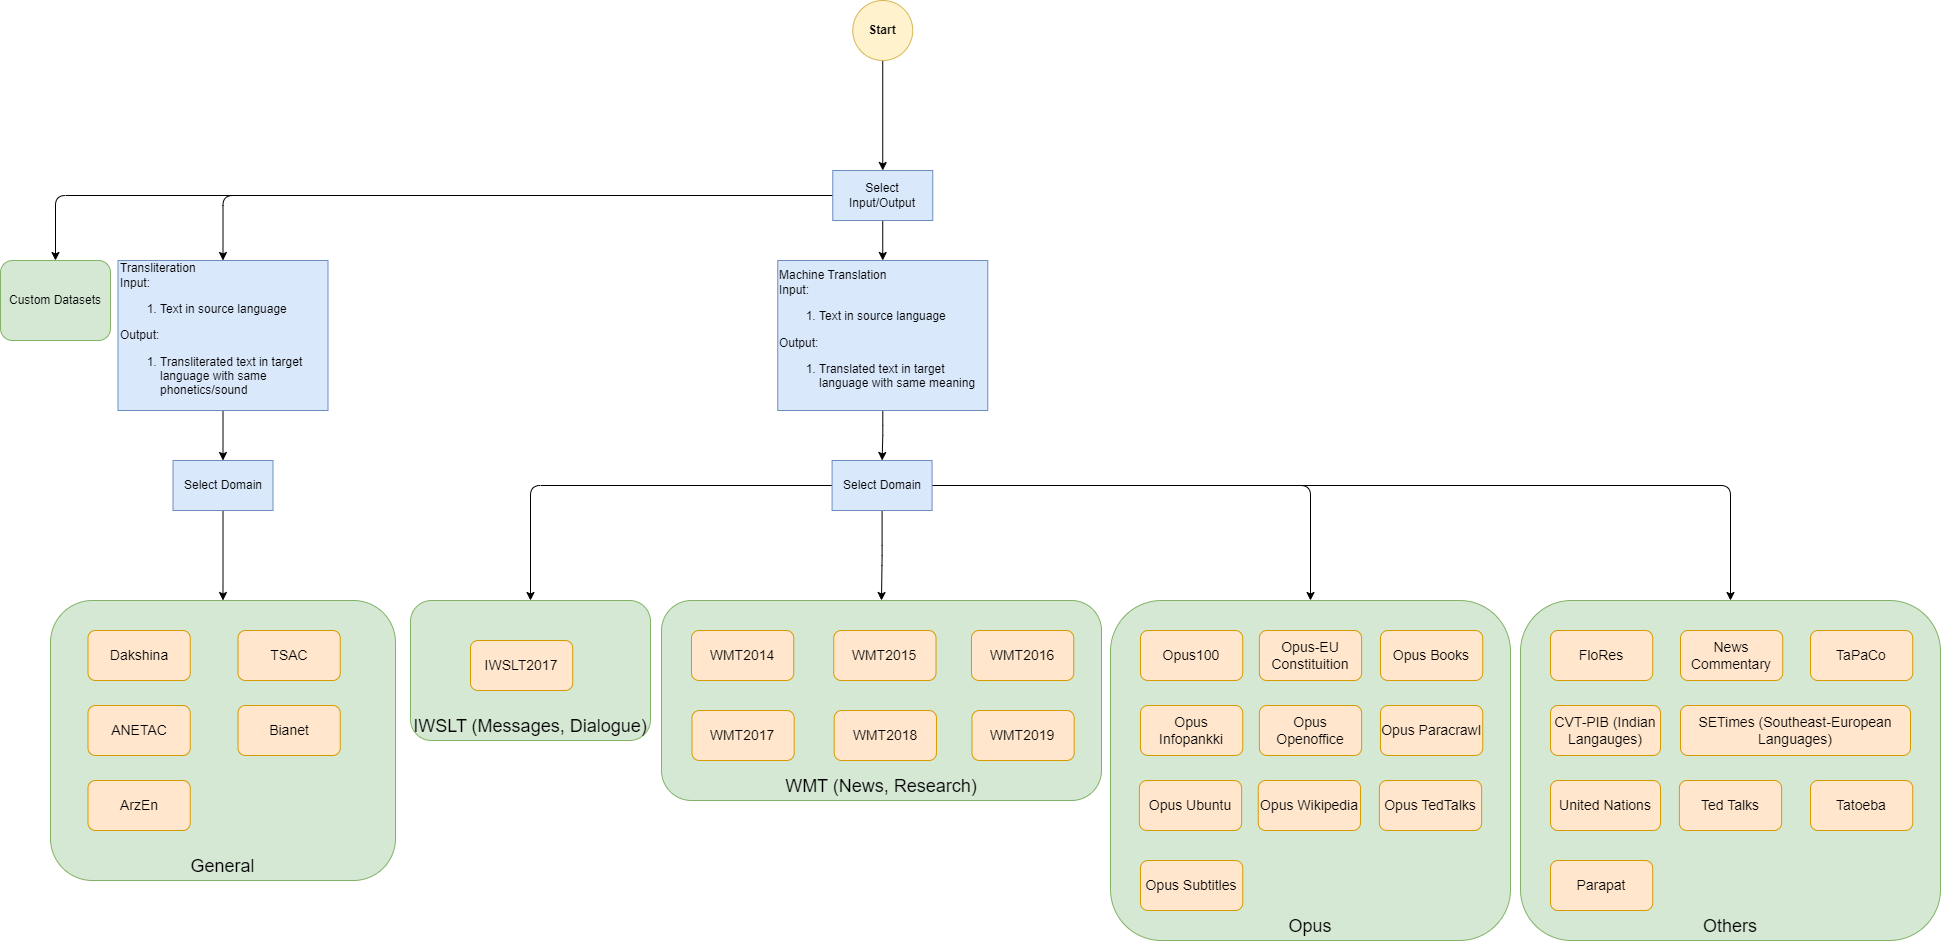 Start
Select
Input/Output
Custom Datasets
Transliteration
Input:
1. Text in source language
Output:
1. Transliterated text in target
language with same
phonetics/sound
Machine Translation
Input:
1. Text in source language
Output:
1. Translated text in target
language with same meaning
Select Domain
Select Domain
Dakshina
TSAC
ANETAC
Bianet
ArzEn
General
IWSLT2017
IWSLT (Messages, Dialogue)
WMT2014
WMT2015
WMT2016
WMT2017
WMT2018
WMT2019
WMT (News, Research)
Opus100
Opus-EU
Constituition
Opus Books
Opus
Infopankki
Opus
Openoffice
Opus Paracrawl
Opus Ubuntu
Opus Wikipedia
Opus TedTalks
Opus Subtitles
Opus
FloRes
News
Commentary
TaPaCo
CVT-PIB (Indian
Langauges)
SETimes (Southeast-European
Languages)
United Nations
Ted Talks
Tatoeba
Parapat
Others